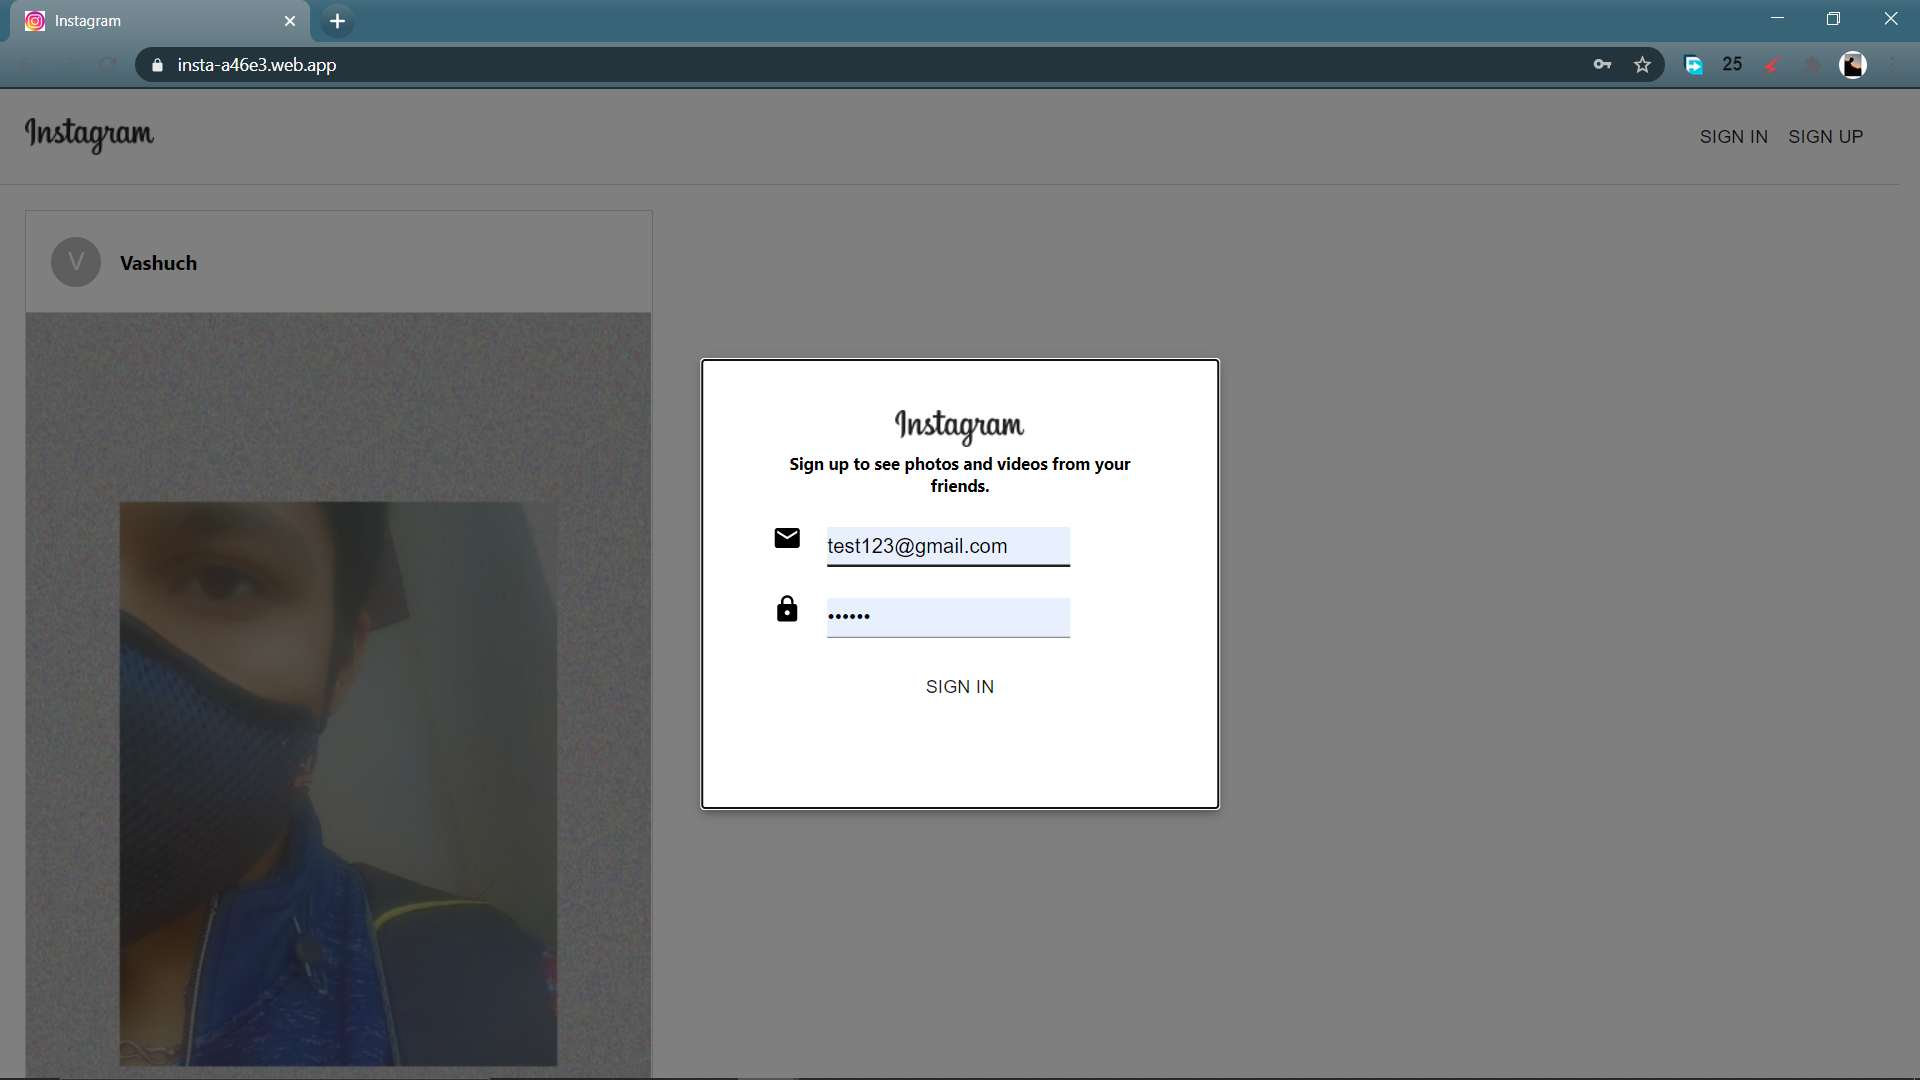 Instagram
insta-a46e3.web.app
25
Instagram
SIGN IN SIGN UP
V
Vashuch
Instagram
Sign up to see photos and videos from your
friends.
test123@gmail.com
••••••
SIGN IN